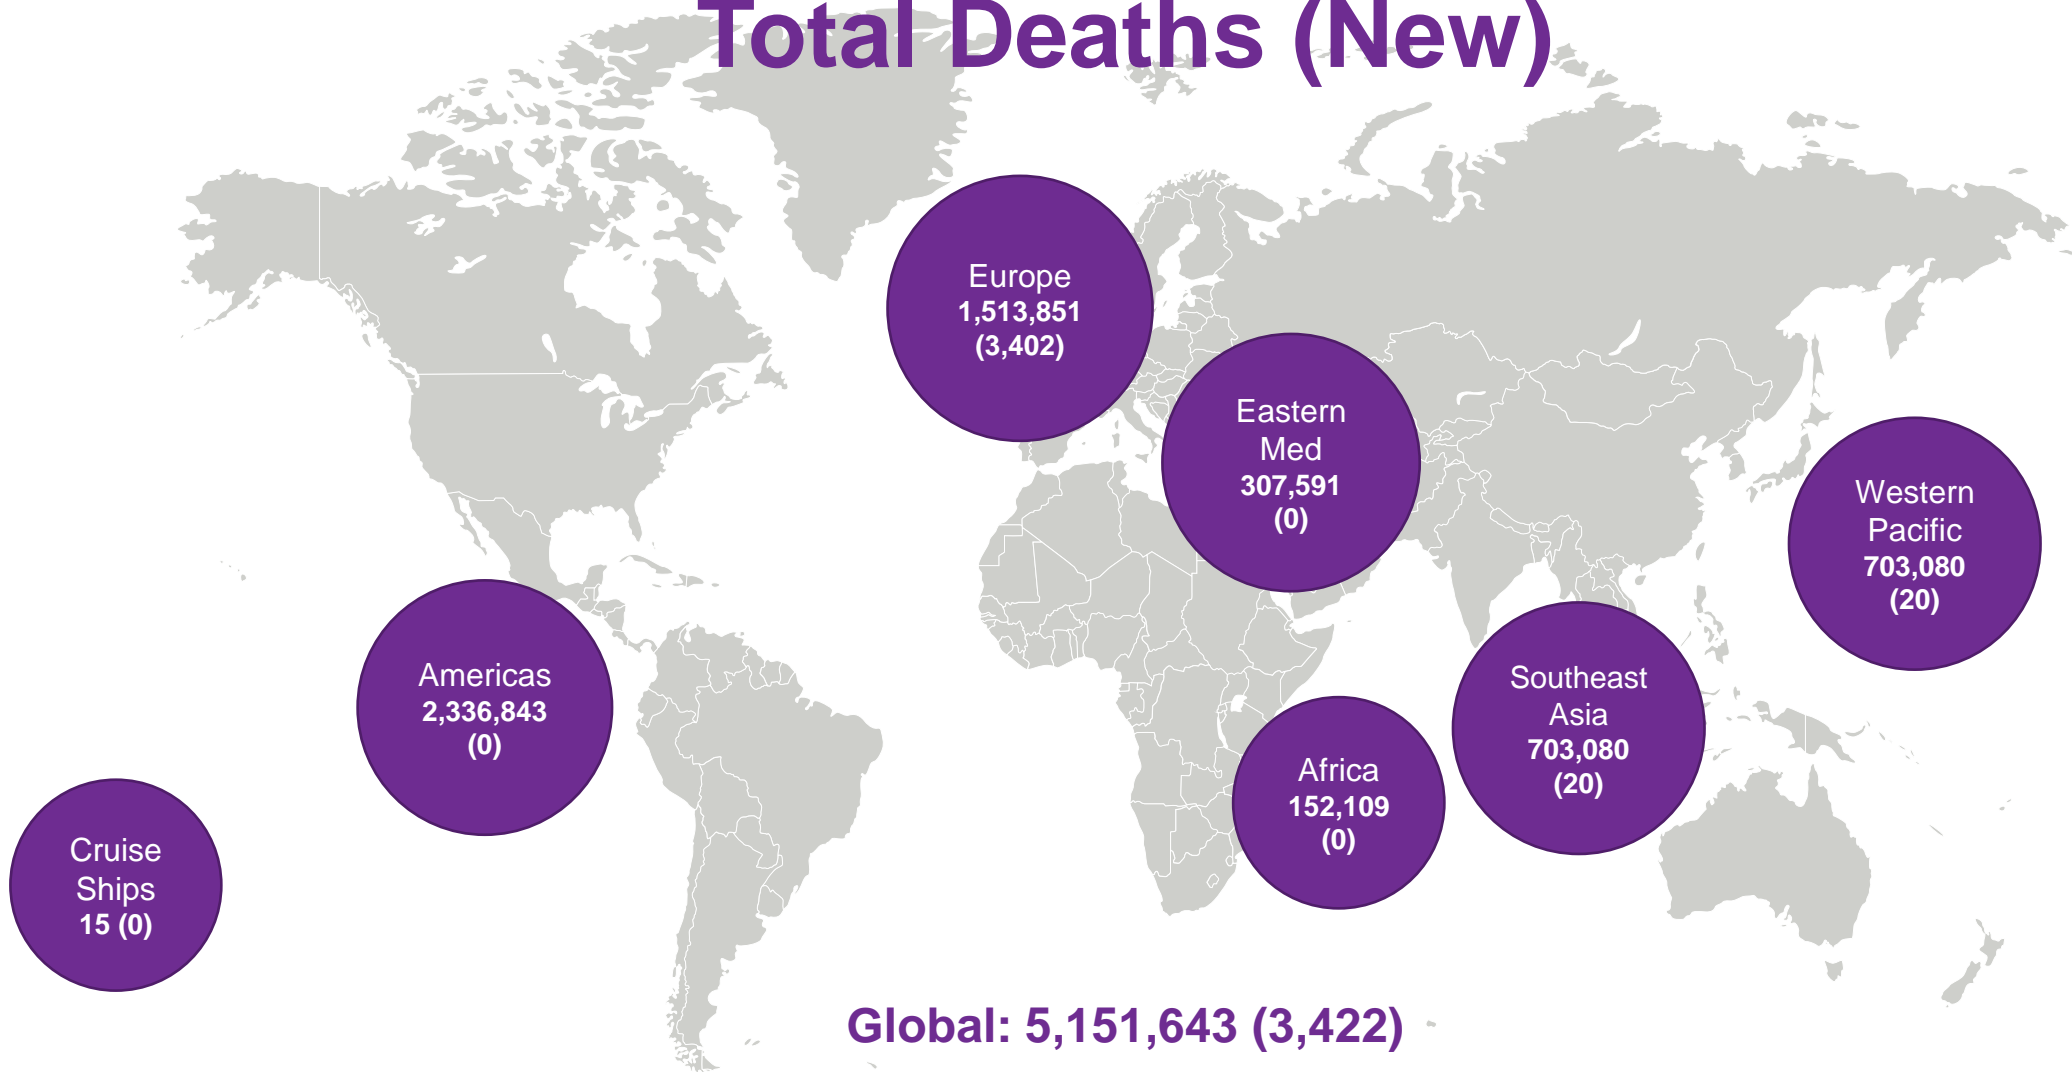 Total Deaths (New)
Europe
1,513,851
(3,402)
Eastern
Med
307,591
(0)
Western
Pacific
703,080
(20)
Americas
2,336,843
(0)
Southeast
Asia
703,080
(20)
Africa
152,109
(0)
Cruise
Ships
15 (0)
Global: 5,151,643 (3,422)